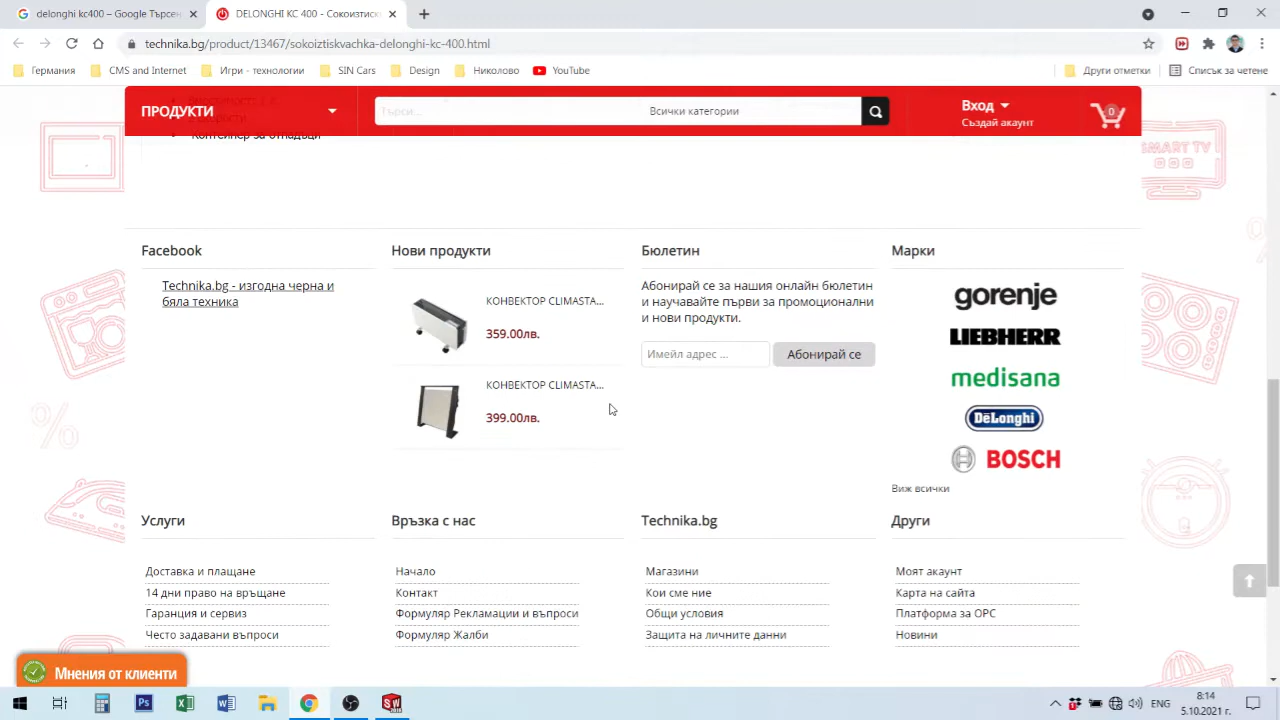 delonghi kc400 – Google Търсен
DELONGHI KC 400 - Сокоизстиск
technika.bg/product/13467/sokoiztiskvachka-delonghi-kc-400.html
Германия
CMS and Internet
Игри - технологии
SIN Cars
Design
Николово
YouTube
Други отметки
Списък за четене
ПРОДУКТИ
Търси...
Всички категории
Вход
Създай акаунт
0
Контейнер за отпадъци
SMART TV
Facebook
Нови продукти
Бюлетин
Марки
Technika.bg - изгодна черна и
бяла техника
КОНВЕКТОР CLIMASTA...
359.00лв.
КОНВЕКТОР CLIMASTA...
399.00лв.
Абонирай се за нашия онлайн бюлетин
и научавайте първи за промоционални
и нови продукти.
Имейл адрес ...
Абонирай се
gorenje
LIEBHERR
medisana
DeLonghi
BOSCH
Виж всички
Услуги
Връзка с нас
Technika.bg
Други
Доставка и плащане
14 дни право на връщане
Гаранция и сервиз
Често задавани въпроси
Начало
Контакт
Формуляр Рекламации и въпроси
Формуляр Жалби
Магазини
Кои сме ние
Общи условия
Защита на личните данни
Моят акаунт
Карта на сайта
Платформа за ОРС
Новини
Мнения от клиенти
ENG
8:14
5.10.2021 г.